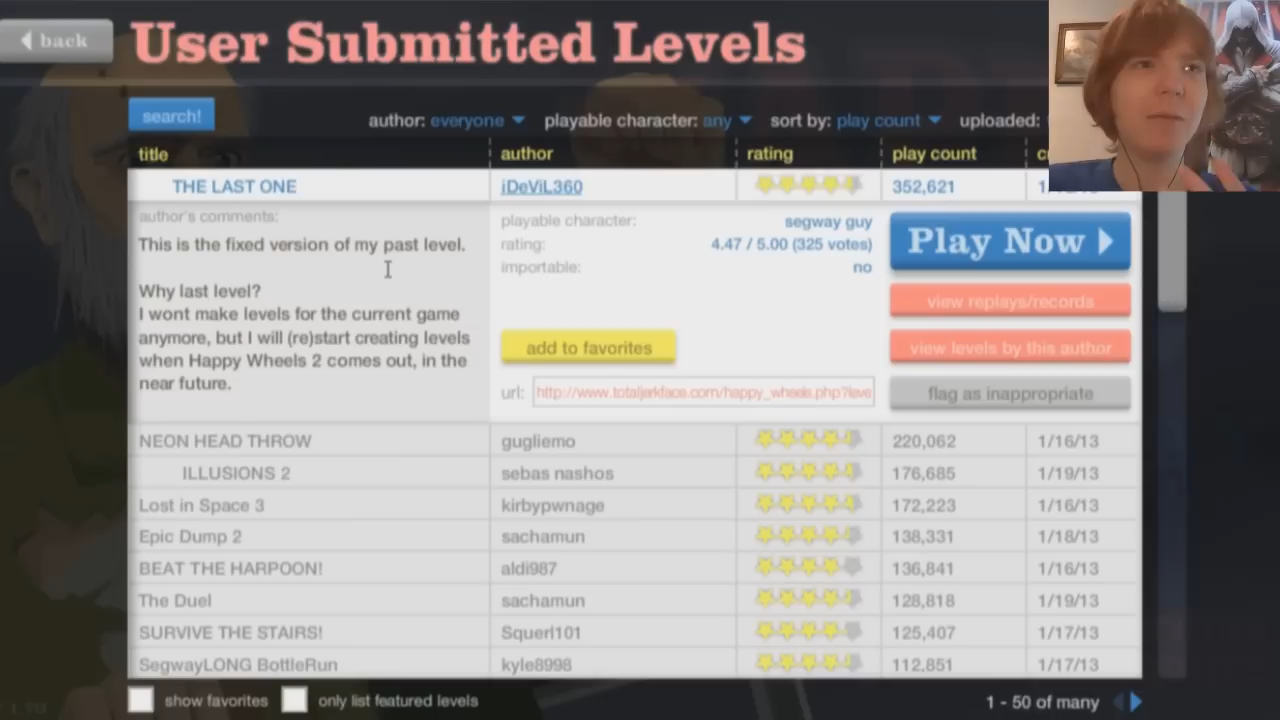 back
User Submitted Levels
search!
author: everyone playable character: any sort by: play count uploaded:
title author rating play count
THE LAST ONE iDeViL360 352,621
author's comments:
This is the fixed version of my past level.
Why last level?
I wont make levels for the current game
anymore, but I will (re)start creating levels
when Happy Wheels 2 comes out, in the
near future.
playable character: segway guy
rating: 4.47 / 5.00 (325 votes)
importable: no
add to favorites
url: http://www.totaljerkface.com/happy_wheels.php?leve
Play Now
view replays/records
view levels by this author
flag as inappropriate
NEON HEAD THROW gugliemo 220,062 1/16/13
ILLUSIONS 2 sebas nashos 176,685 1/19/13
Lost in Space 3 kirbypwnage 172,223 1/16/13
Epic Dump 2 sachamun 138,331 1/18/13
BEAT THE HARPOON! aldi987 136,841 1/16/13
The Duel sachamun 128,818 1/19/13
SURVIVE THE STAIRS! Squerl101 125,407 1/17/13
SegwayLONG BottleRun kyle8998 112,851 1/17/13
show favorites only list featured levels 1 - 50 of many